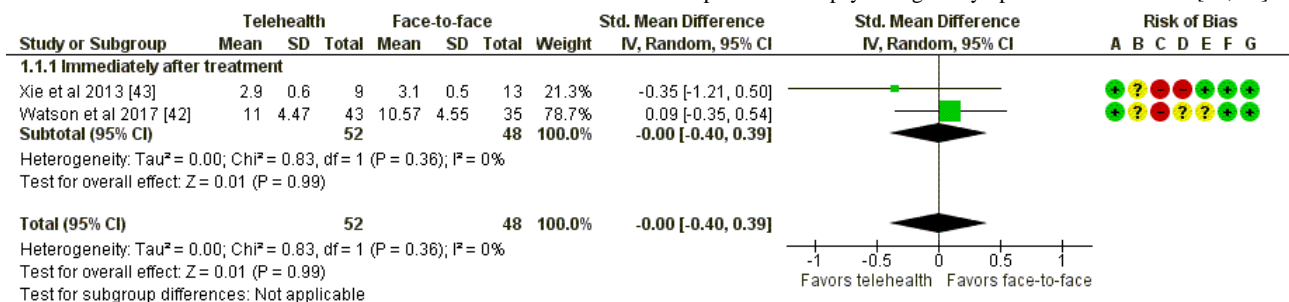 Telehealth Face-to-face Std. Mean Difference Std. Mean Difference Risk of Bias
Study or Subgroup Mean SD Total Mean SD Total Weight IV, Random, 95% CI IV, Random, 95% CI A B C D E F G
1.1.1 Immediately after treatment
Xie et al 2013 [43] 2.9 0.6 9 3.1 0.5 13 21.3% -0.35 [-1.21, 0.50] + ? - - + + +
Watson et al 2017 [42] 11 4.47 43 10.57 4.55 35 78.7% 0.09 [-0.35, 0.54] + ? - ? ? + +
Subtotal (95% CI) 52 48 100.0% -0.00 [-0.40, 0.39]
Heterogeneity: Tau² = 0.00; Chi² = 0.83, df = 1 (P = 0.36); I² = 0%
Test for overall effect: Z = 0.01 (P = 0.99)
Total (95% CI) 52 48 100.0% -0.00 [-0.40, 0.39]
Heterogeneity: Tau² = 0.00; Chi² = 0.83, df = 1 (P = 0.36); I² = 0%
-1 -0.5 0 0.5 1
Test for overall effect: Z = 0.01 (P = 0.99)
Favors telehealth Favors face-to-face
Test for subgroup differences: Not applicable